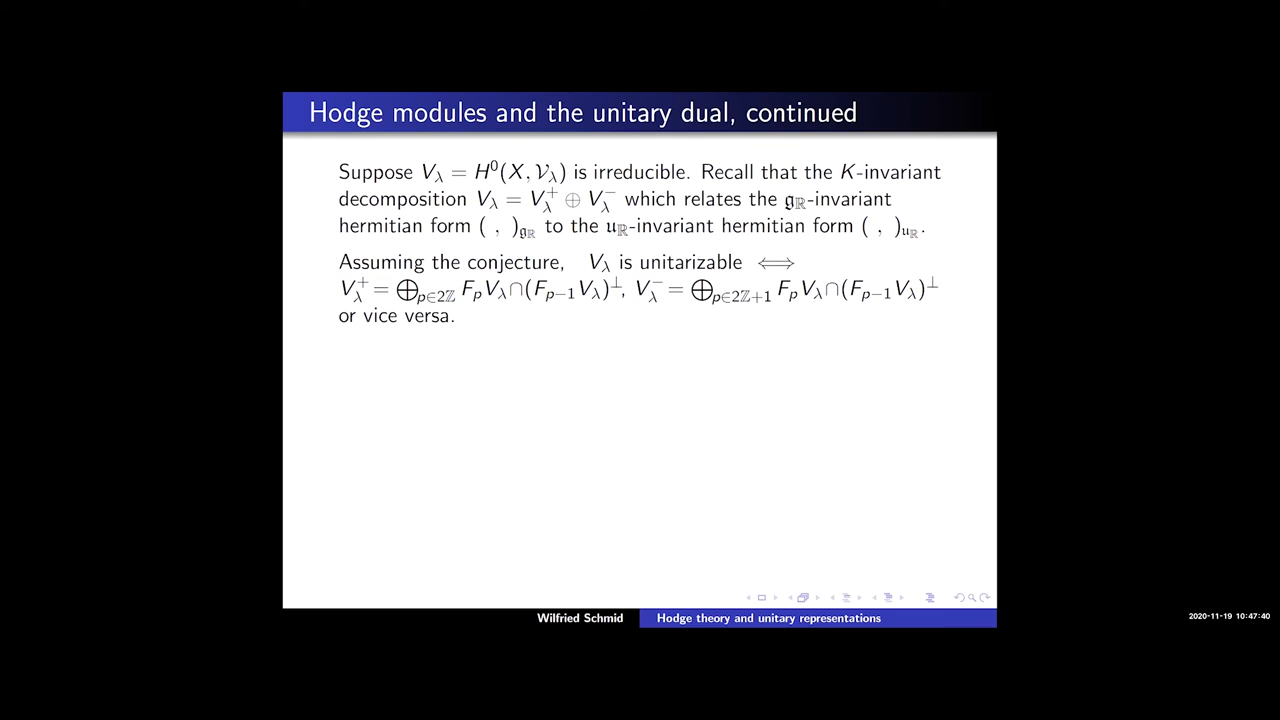 Hodge modules and the unitary dual, continued
Suppose V_λ = H⁰(X, 𝒱_λ) is irreducible. Recall that the K-invariant
decomposition V_λ = V_λ⁺ ⊕ V_λ⁻ which relates the 𝔤_ℝ-invariant
hermitian form ( , )_𝔤_ℝ to the 𝔲_ℝ-invariant hermitian form ( , )_𝔲_ℝ.
Assuming the conjecture, V_λ is unitarizable ⟺
V_λ⁺ = ⊕_{p∈2ℤ} F_p V_λ ∩ (F_{p−1} V_λ)^⊥, V_λ⁻ = ⊕_{p∈2ℤ+1} F_p V_λ ∩ (F_{p−1} V_λ)^⊥
or vice versa.
Wilfried Schmid
Hodge theory and unitary representations
2020-11-19 10:47:40